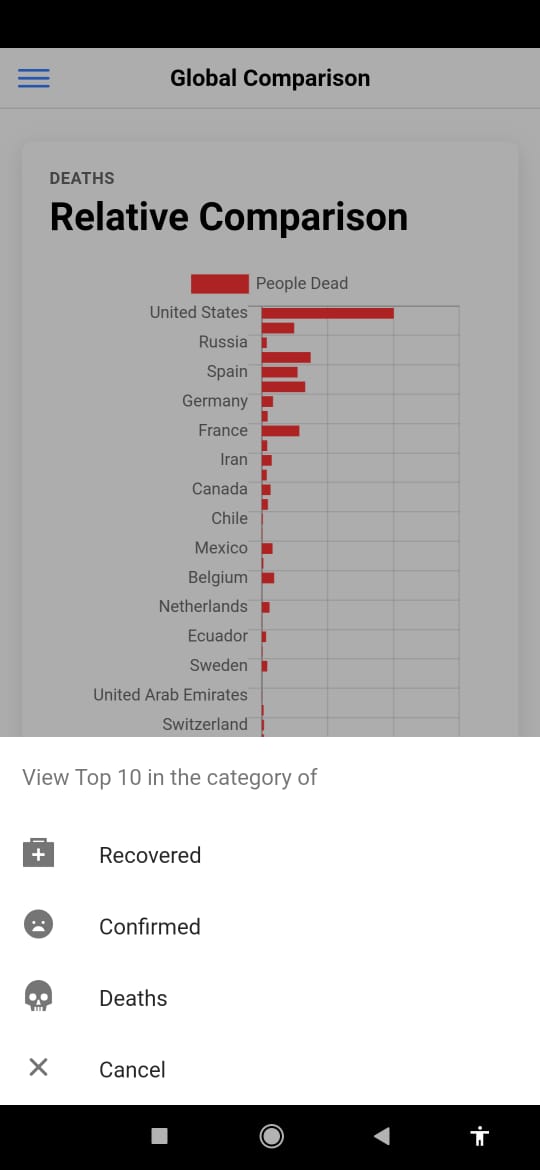 Global Comparison
DEATHS
Relative Comparison
People Dead
United States
Russia
Spain
Germany
France
Iran
Canada
Chile
Mexico
Belgium
Netherlands
Ecuador
Sweden
United Arab Emirates
Switzerland
View Top 10 in the category of
Recovered
Confirmed
Deaths
Cancel